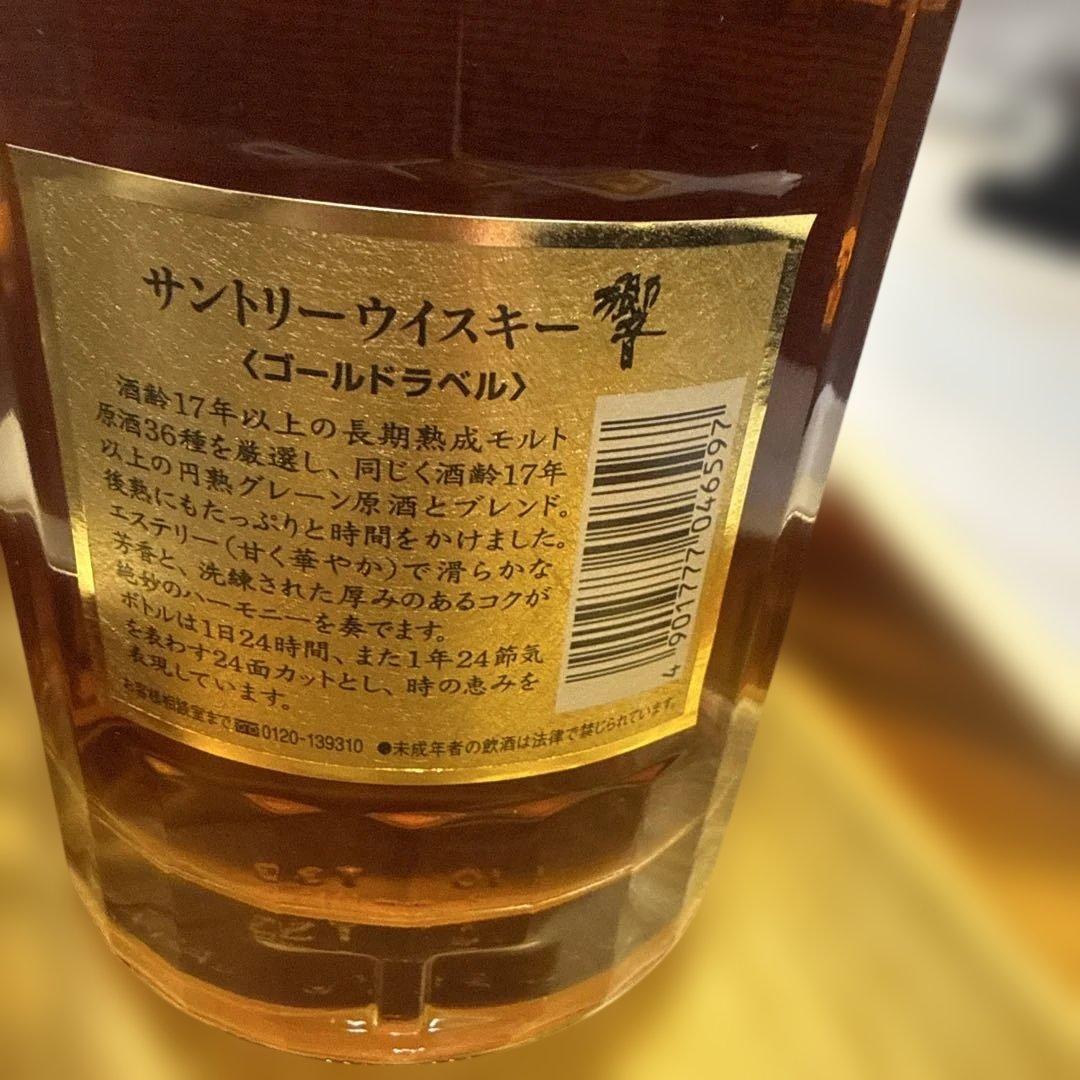 サントリーウイスキー響
〈ゴールドラベル〉
酒齢17年以上の長期熟成モルト
原酒36種を厳選し、同じく酒齢17年
以上の円熟グレーン原酒とブレンド。
後熟にもたっぷりと時間をかけました。
エステリー(甘く華やか)で滑らかな
芳香と、洗練された厚みのあるコクが
絶妙のハーモニーを奏でます。
ボトルは1日24時間、また1年24節気
を表わす24面カットとし、時の恵みを
表現しています。
お客様相談室まで 0120-139310 ●未成年者の飲酒は法律で禁じられています。
4 901777 046597